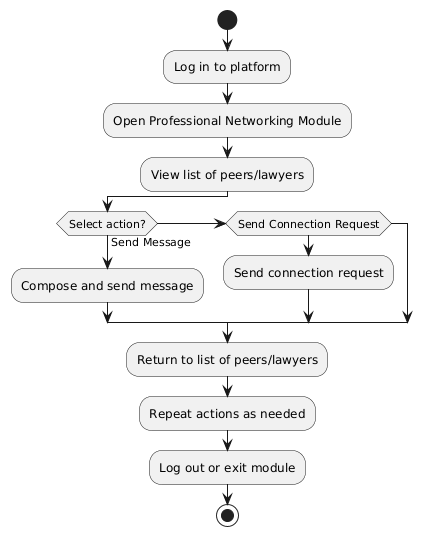 Log in to platform
Open Professional Networking Module
View list of peers/lawyers
Select action?
Send Connection Request
Send Message
Send connection request
Compose and send message
Return to list of peers/lawyers
Repeat actions as needed
Log out or exit module